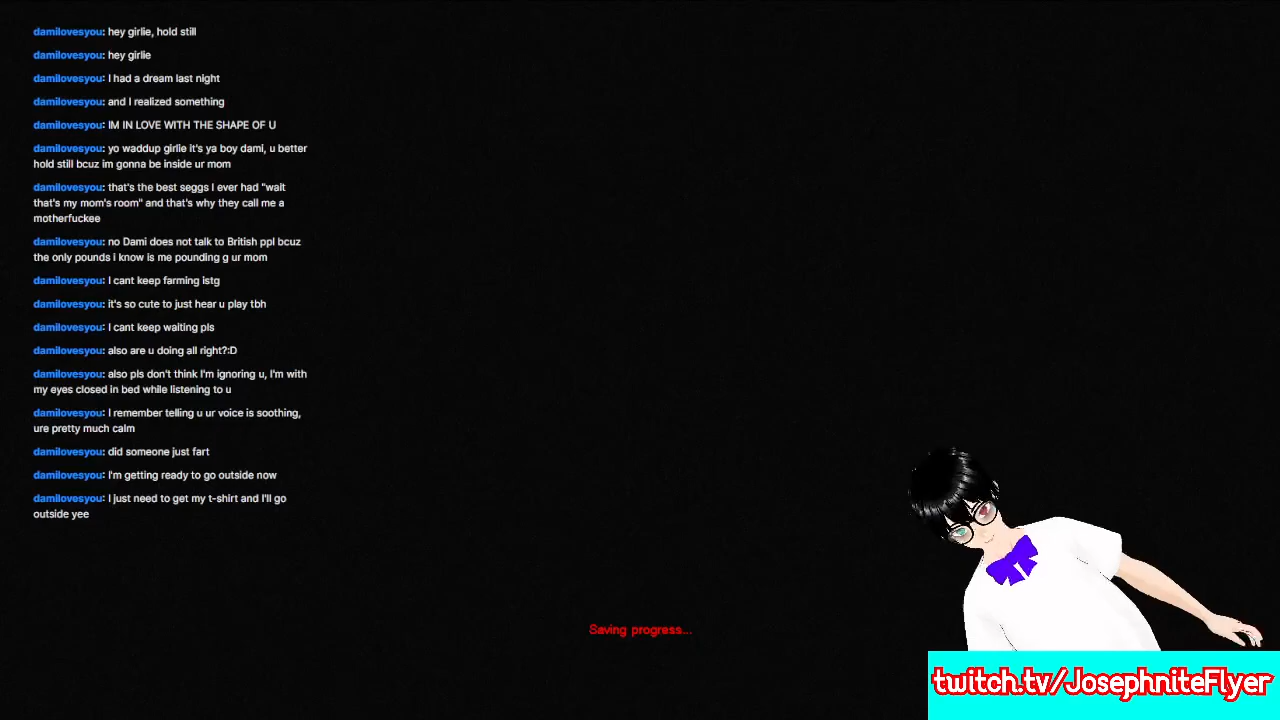 damilovesyou: hey girlie, hold still
damilovesyou: hey girlie
damilovesyou: I had a dream last night
damilovesyou: and I realized something
damilovesyou: IM IN LOVE WITH THE SHAPE OF U
damilovesyou: yo waddup girlie it's ya boy dami, u better
hold still bcuz im gonna be inside ur mom
damilovesyou: that's the best seggs I ever had "wait
that's my mom's room" and that's why they call me a
motherfuckee
damilovesyou: no Dami does not talk to British ppl bcuz
the only pounds i know is me pounding g ur mom
damilovesyou: I cant keep farming istg
damilovesyou: it's so cute to just hear u play tbh
damilovesyou: I cant keep waiting pls
damilovesyou: also are u doing all right?:D
damilovesyou: also pls don't think I'm ignoring u, I'm with
my eyes closed in bed while listening to u
damilovesyou: I remember telling u ur voice is soothing,
ure pretty much calm
damilovesyou: did someone just fart
damilovesyou: I'm getting ready to go outside now
damilovesyou: I just need to get my t-shirt and I'll go
outside yee
Saving progress...
twitch.tv/JosephniteFlyer